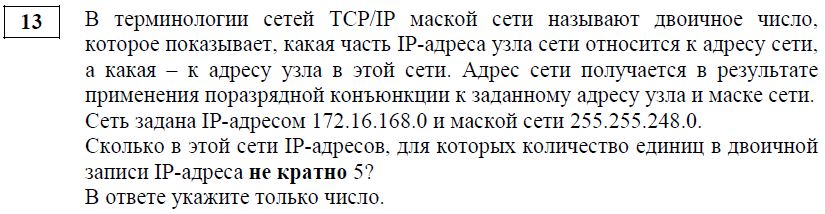 13
В терминологии сетей TCP/IP маской сети называют двоичное число,
которое показывает, какая часть IP-адреса узла сети относится к адресу сети,
а какая – к адресу узла в этой сети. Адрес сети получается в результате
применения поразрядной конъюнкции к заданному адресу узла и маске сети.
Сеть задана IP-адресом 172.16.168.0 и маской сети 255.255.248.0.
Сколько в этой сети IP-адресов, для которых количество единиц в двоичной
записи IP-адреса не кратно 5?
В ответе укажите только число.